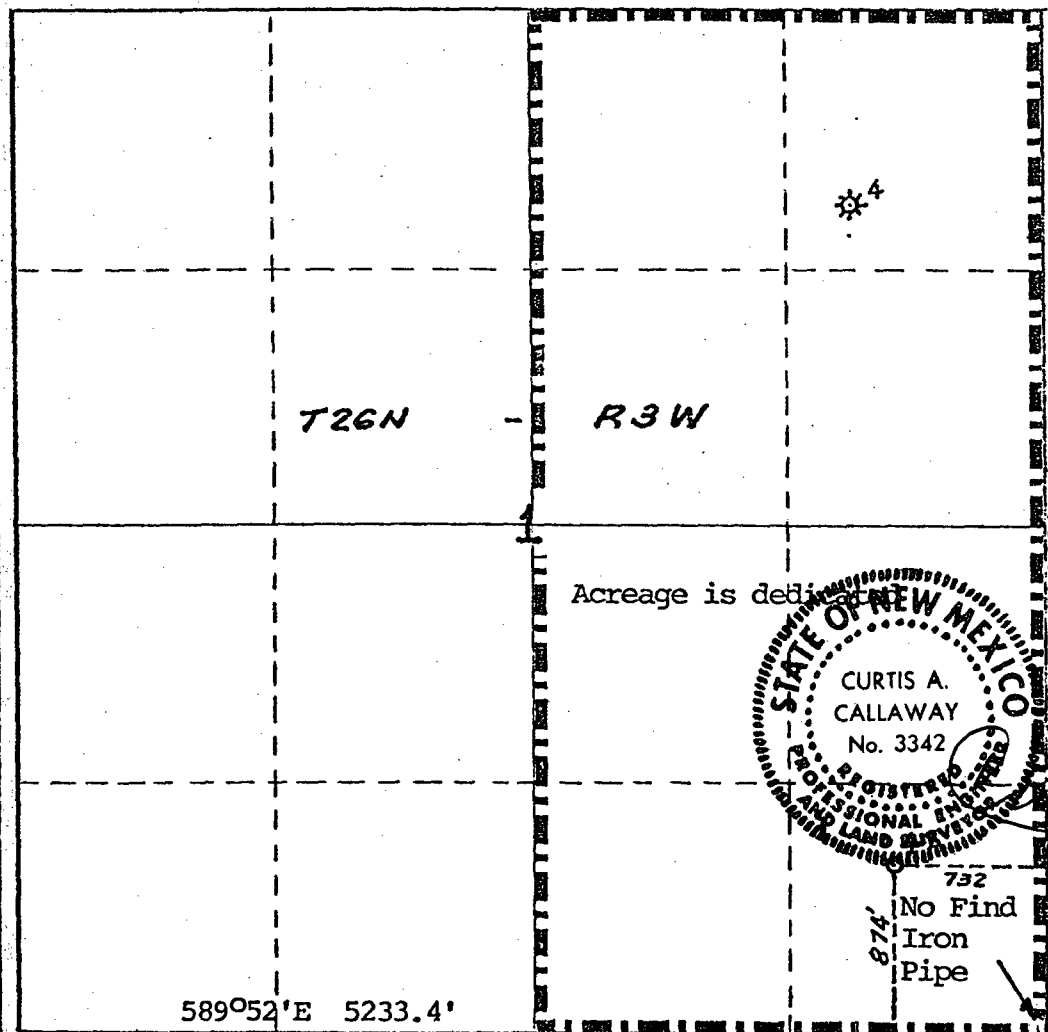 4
T26N - R3W
1
Acreage is dedicated
STATE OF NEW MEXICO
CURTIS A.
CALLAWAY
No. 3342
REGISTERED
PROFESSIONAL ENGINEER
AND LAND SURVEYOR
732
874'
No Find
Iron
Pipe
589°52'E 5233.4'